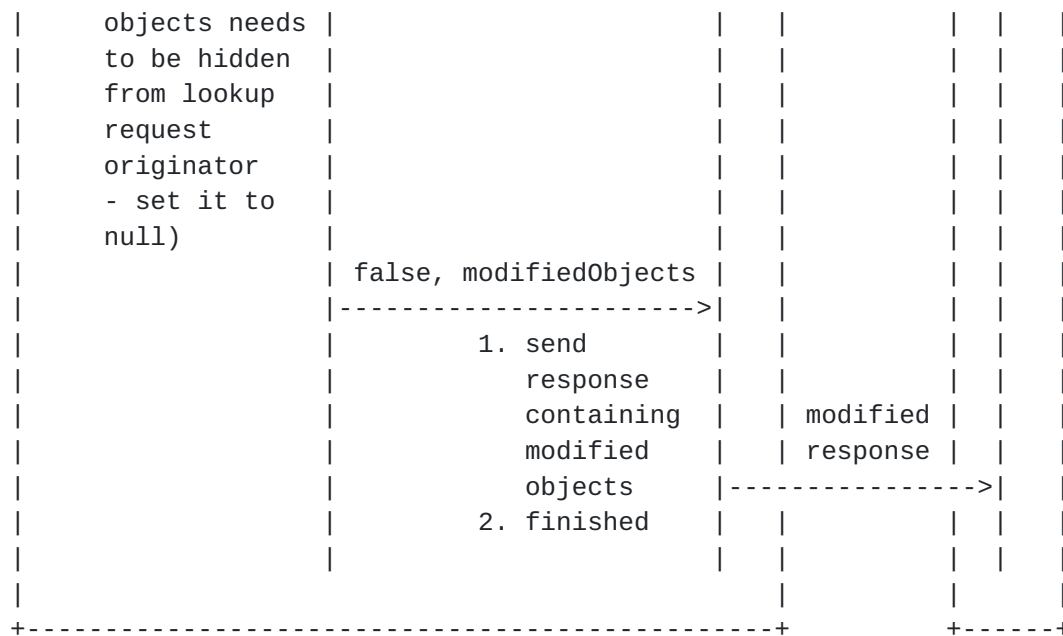 |     objects needs |                        |   |          |  |   |
|     to be hidden  |                        |   |          |  |   |
|     from lookup   |                        |   |          |  |   |
|     request       |                        |   |          |  |   |
|     originator    |                        |   |          |  |   |
|     - set it to   |                        |   |          |  |   |
|     null)         |                        |   |          |  |   |
|                   | false, modifiedObjects |   |          |  |   |
|                   |----------------------->|   |          |  |   |
|                   |         1. send        |   |          |  |   |
|                   |            response    |   |          |  |   |
|                   |            containing  |   | modified |  |   |
|                   |            modified    |   | response |  |   |
|                   |            objects     |---------------->|   |
|                   |         2. finished    |   |          |  |   |
|                   |                        |   |          |  |   |
|                                                |          |      |
+------------------------------------------------+          +------+